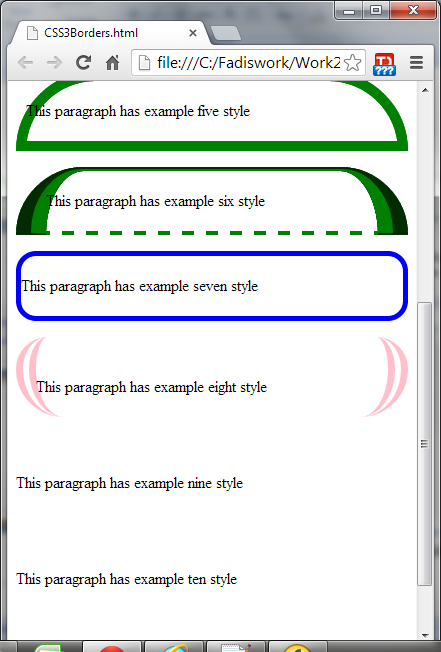 CSS3Borders.html
file:///C:/Fadiswork/Work2
This paragraph has example five style
This paragraph has example six style
This paragraph has example seven style
This paragraph has example eight style
This paragraph has example nine style
This paragraph has example ten style